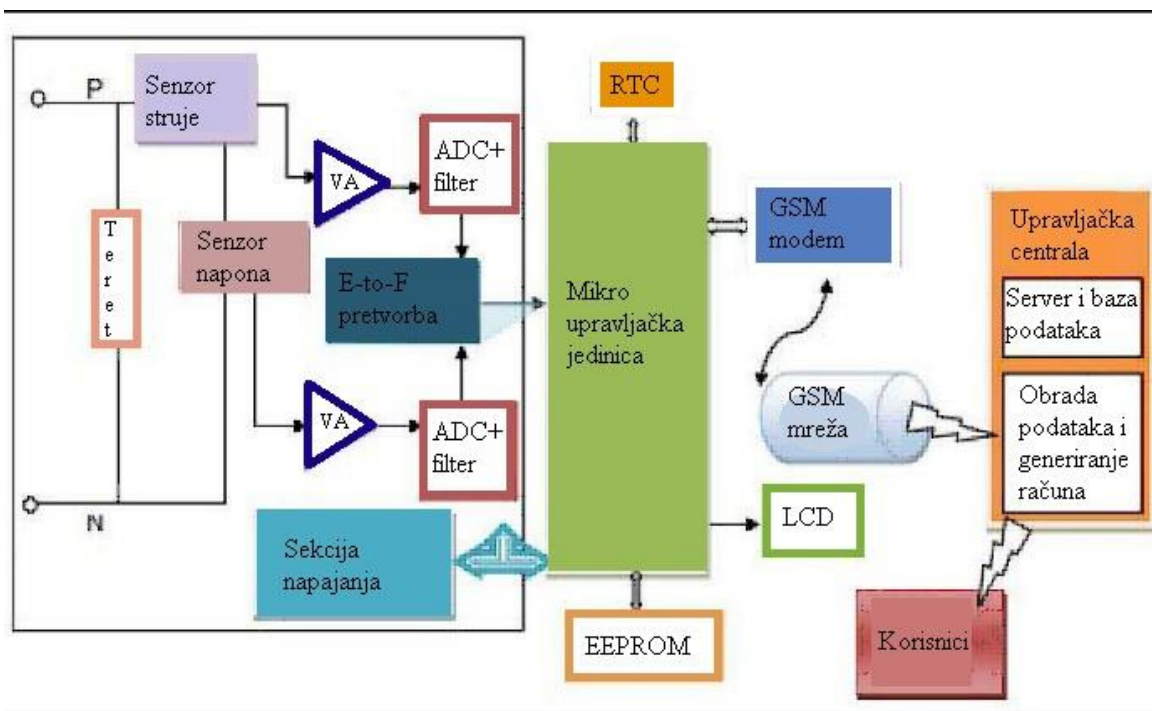 P
Senzor
struje
VA
ADC+
filter
RTC
GSM
modem
Upravljačka
centrala
Server i baza
podataka
Obrada
podataka i
generiranje
računa
T
e
r
e
t
Senzor
napona
E-to-F
pretvorba
Mikro
upravljačka
jedinica
GSM
mreža
VA
ADC+
filter
N
Sekcija
napajanja
LCD
EEPROM
Korisnici